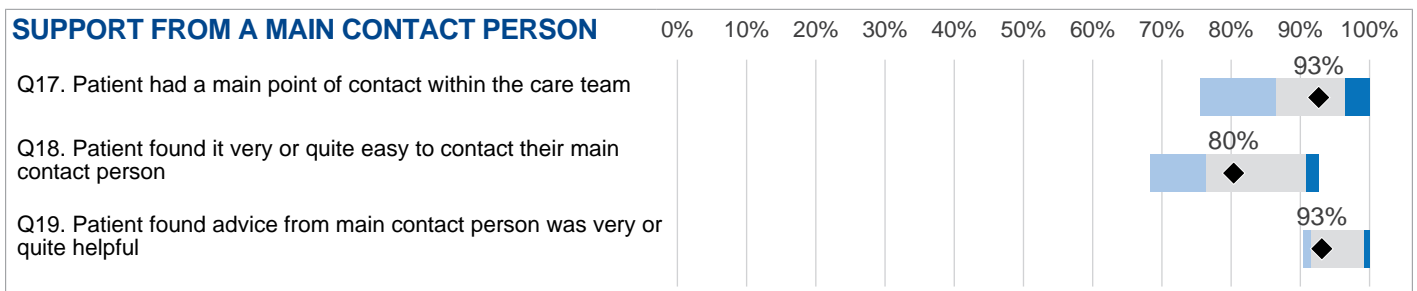 SUPPORT FROM A MAIN CONTACT PERSON 0% 10% 20% 30% 40% 50% 60% 70% 80% 90% 100%
93%
Q17. Patient had a main point of contact within the care team
80%
Q18. Patient found it very or quite easy to contact their main
contact person
93%
Q19. Patient found advice from main contact person was very or
quite helpful